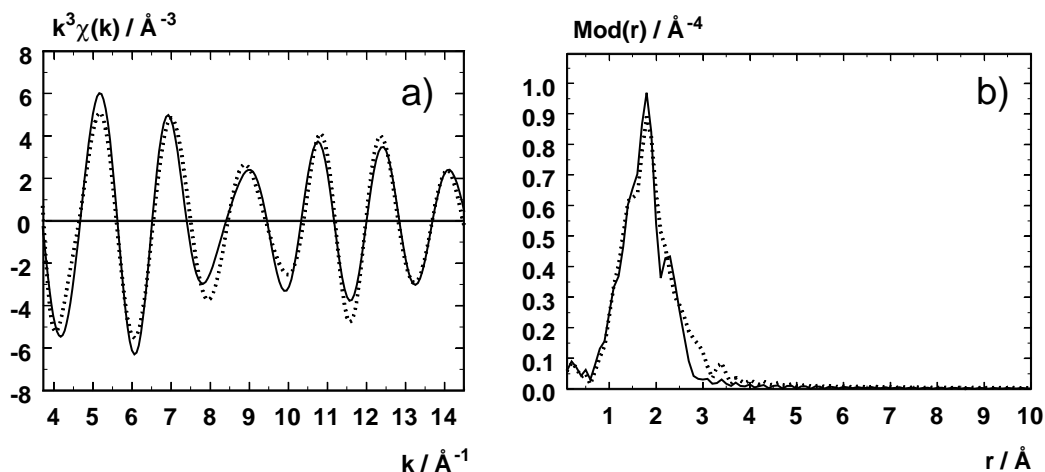 k³χ(k) / Å⁻³
a)
8
6
4
2
0
-2
-4
-6
-8
4 5 6 7 8 9 10 11 12 13 14
k / Å⁻¹
Mod(r) / Å⁻⁴
b)
1.0
0.9
0.8
0.7
0.6
0.5
0.4
0.3
0.2
0.1
0.0
1 2 3 4 5 6 7 8 9 10
r / Å